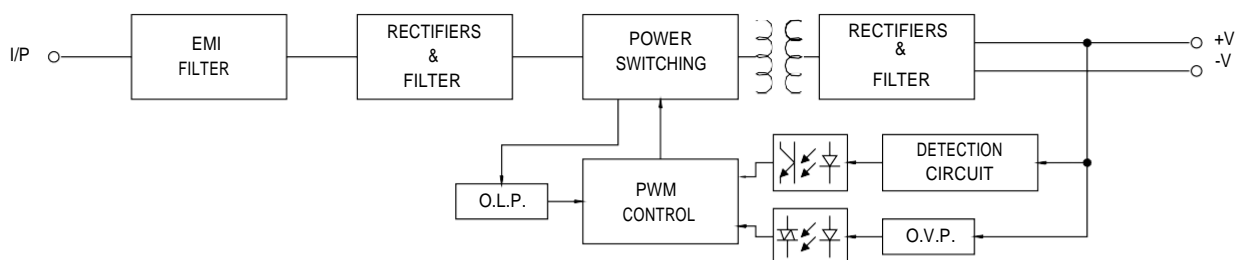 I/P
EMI
FILTER
RECTIFIERS
&
FILTER
POWER
SWITCHING
RECTIFIERS
&
FILTER
+V
-V
O.L.P.
PWM
CONTROL
DETECTION
CIRCUIT
O.V.P.